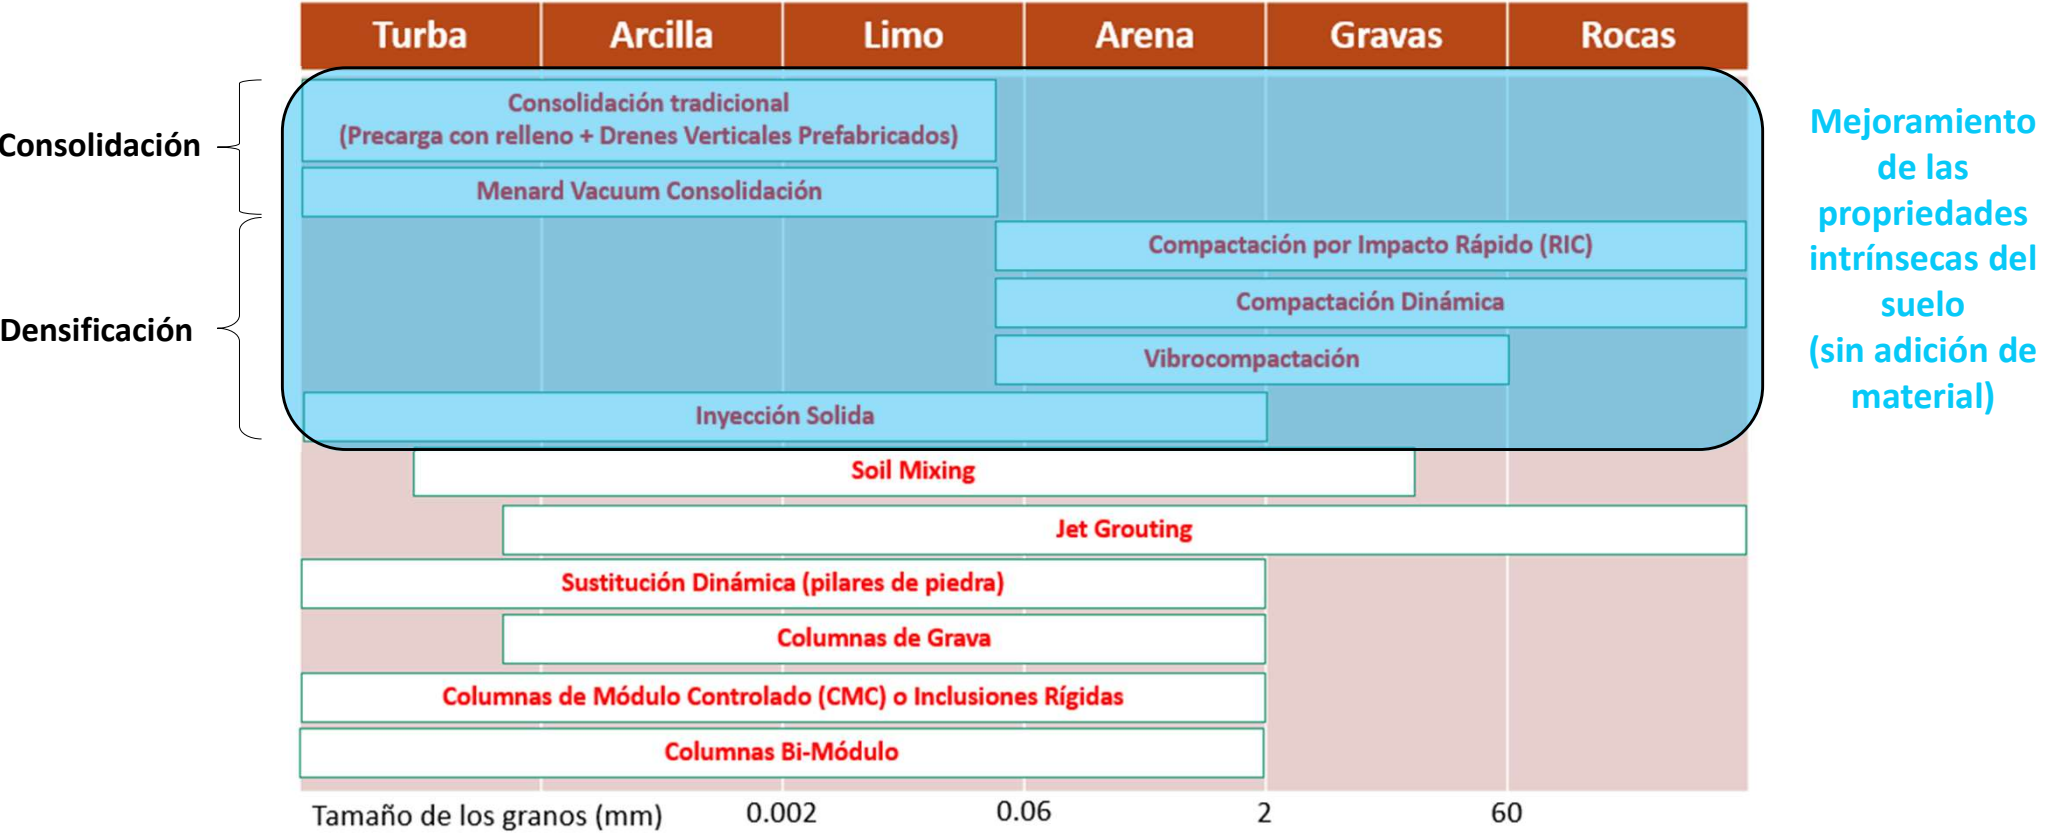 Turba Arcilla Limo Arena Gravas Rocas
Consolidación
Densificación
Consolidación tradicional
(Precarga con relleno + Drenes Verticales Prefabricados)
Menard Vacuum Consolidación
Compactación por Impacto Rápido (RIC)
Compactación Dinámica
Vibrocompactación
Inyección Solida
Soil Mixing
Jet Grouting
Sustitución Dinámica (pilares de piedra)
Columnas de Grava
Columnas de Módulo Controlado (CMC) o Inclusiones Rígidas
Columnas Bi-Módulo
Tamaño de los granos (mm) 0.002 0.06 2 60
Mejoramiento
de las
propriedades
intrínsecas del
suelo
(sin adición de
material)